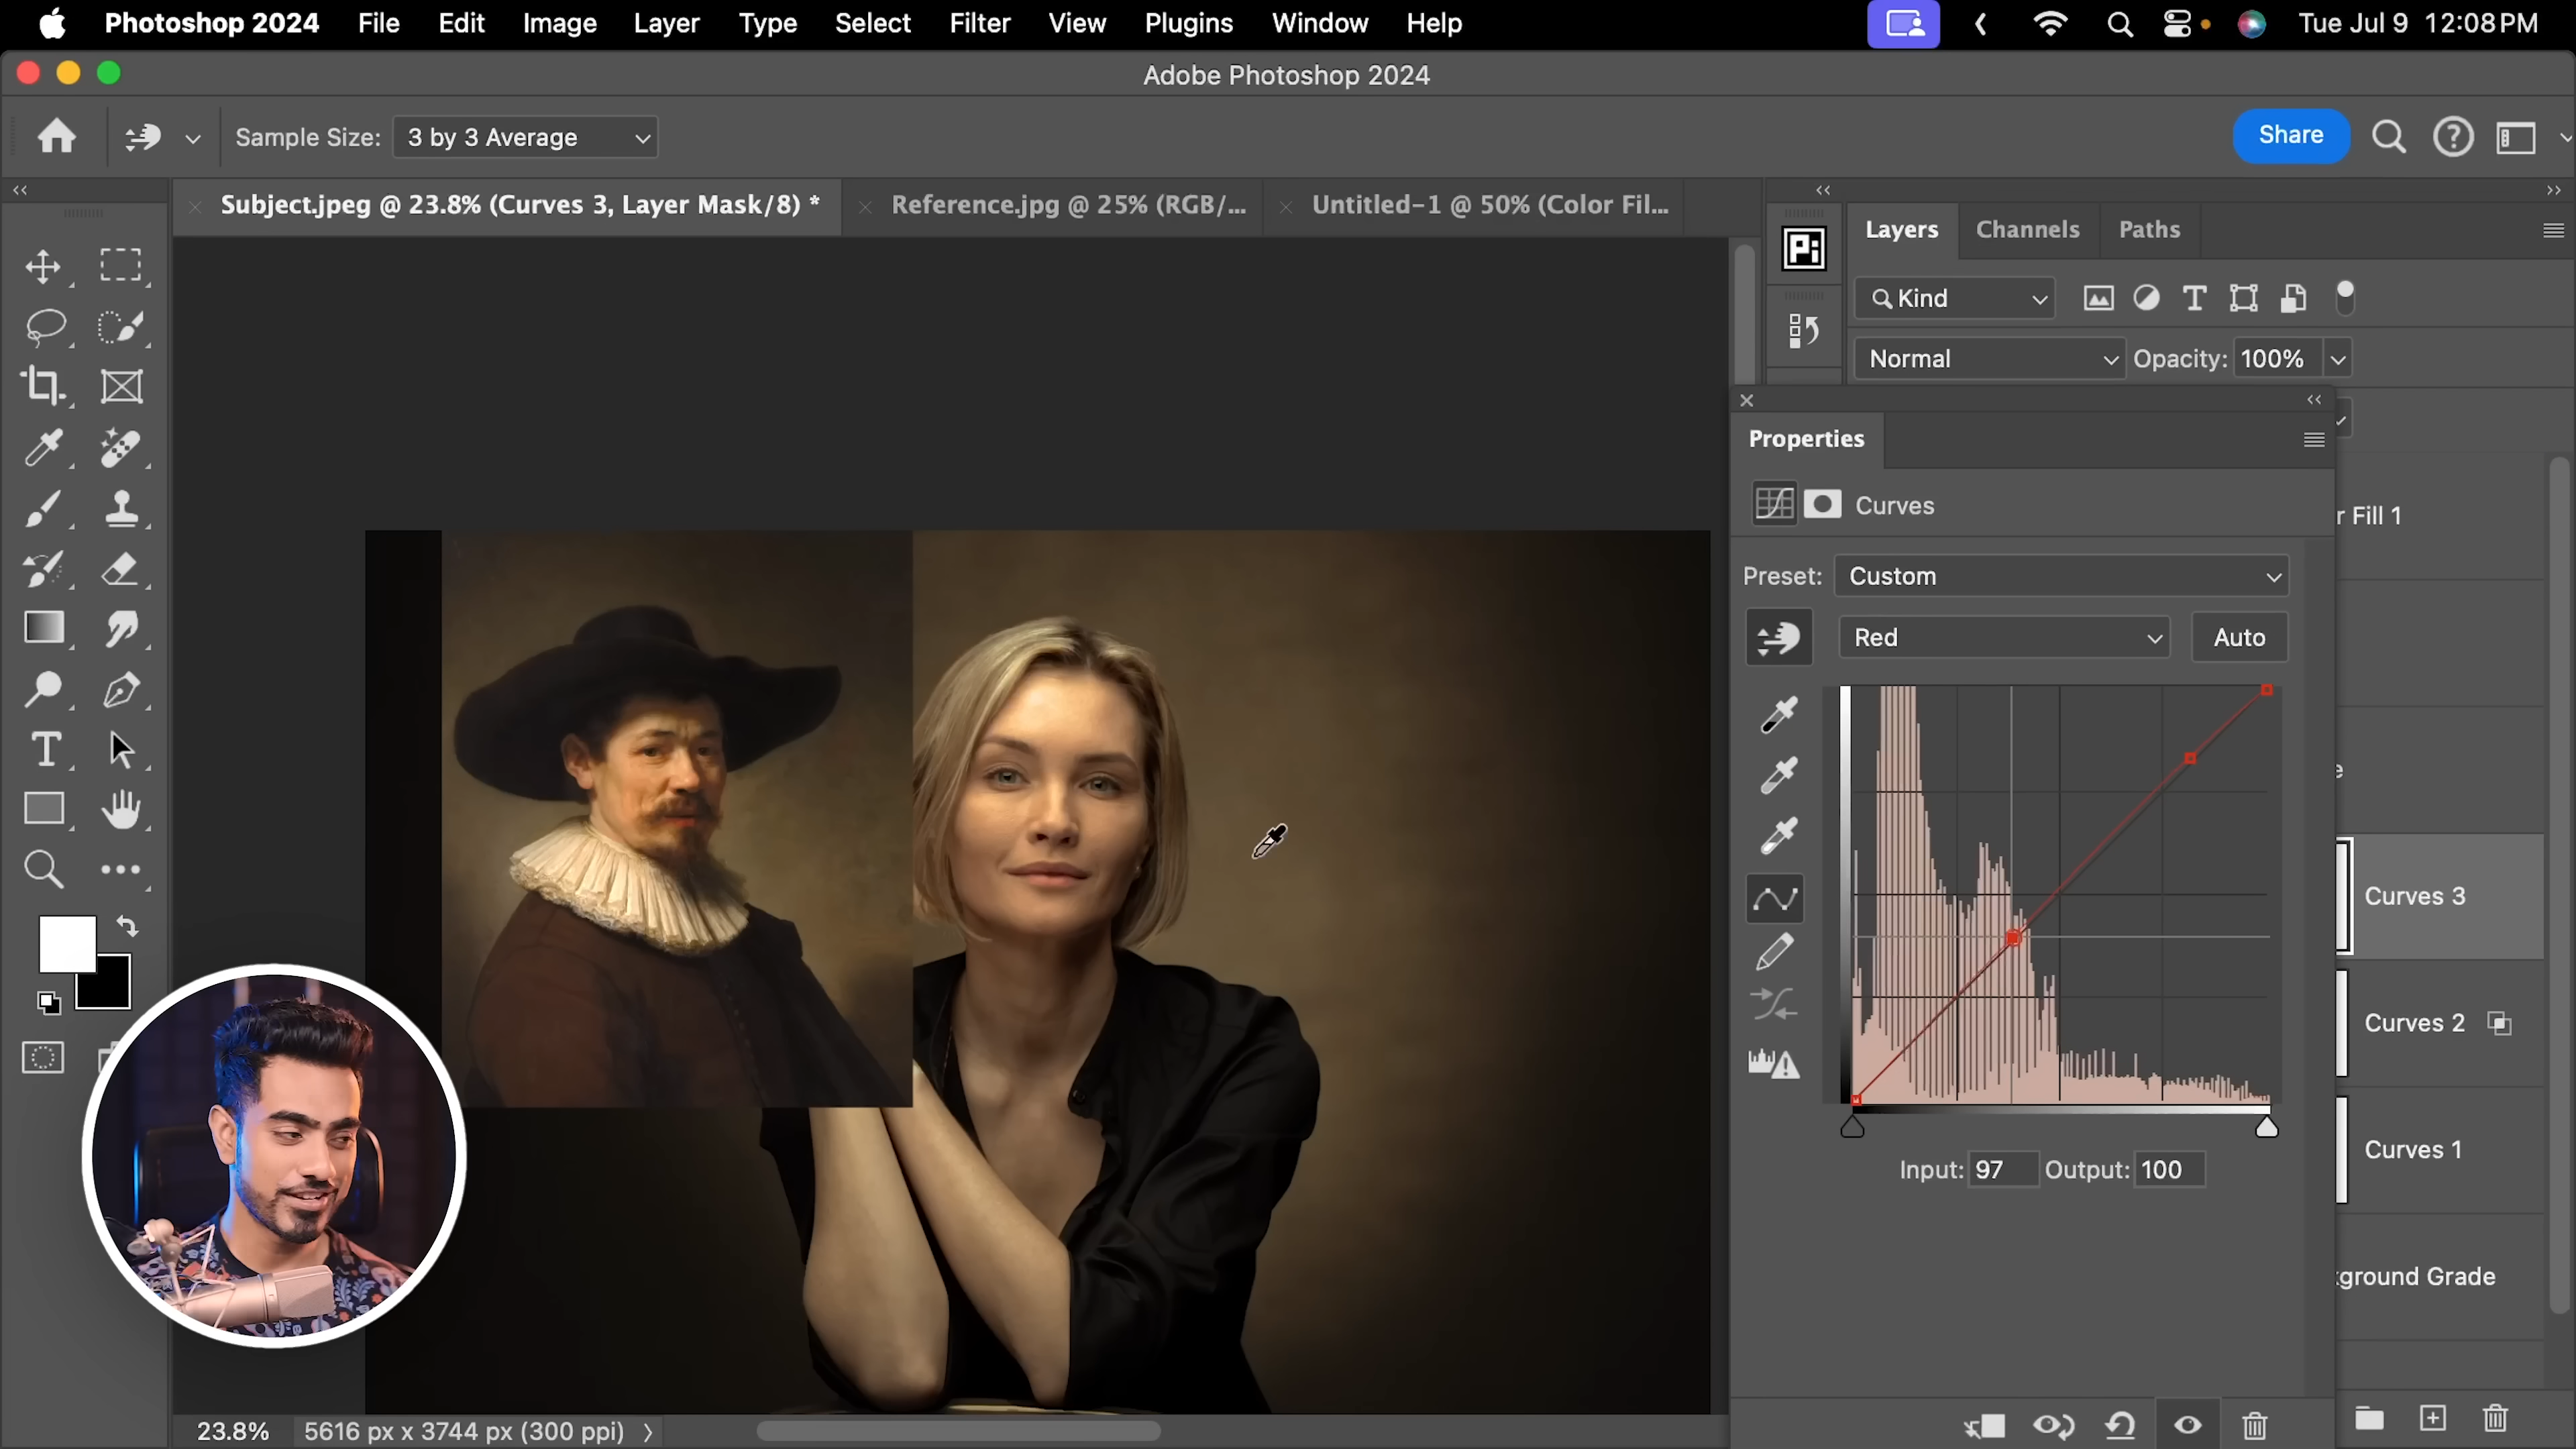 Photoshop 2024 File Edit Image Layer Type Select Filter View Plugins Window Help Tue Jul 9 12:08 PM
Adobe Photoshop 2024
Sample Size: 3 by 3 Average Share
Subject.jpeg @ 23.8% (Curves 3, Layer Mask/8) * Reference.jpg @ 25% (RGB/... Untitled-1 @ 50% (Color Fil...
Layers Channels Paths
Kind
Normal Opacity: 100%
Properties
Curves
r Fill 1
Preset: Custom
Red Auto
e
Curves 3
Curves 2
Curves 1
Input: 97 Output: 100
ground Grade
23.8% 5616 px x 3744 px (300 ppi)